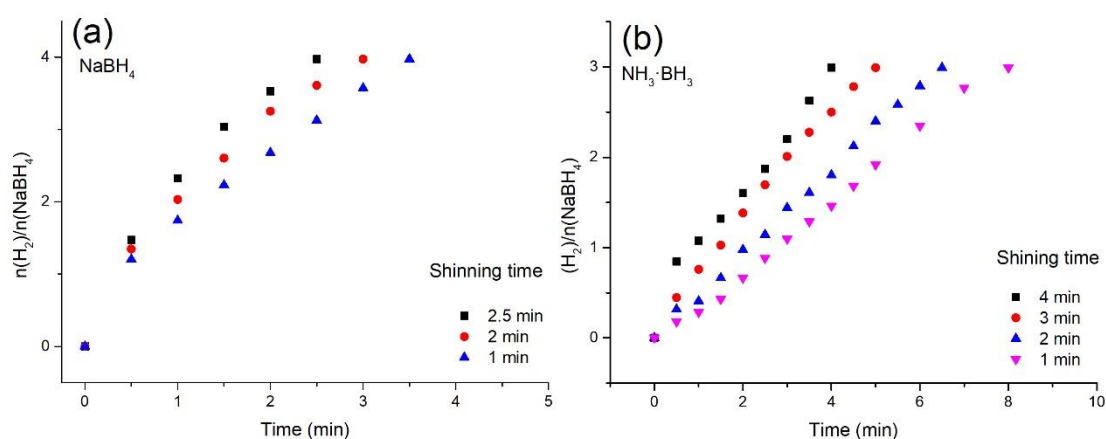 (a)
NaBH₄
n(H₂)/n(NaBH₄)
4
2
0
Shinning time
2.5 min
2 min
1 min
0 1 2 3 4 5
Time (min)
(b)
NH₃·BH₃
(H₂)/n(NaBH₄)
3
2
1
0
Shining time
4 min
3 min
2 min
1 min
0 2 4 6 8 10
Time (min)